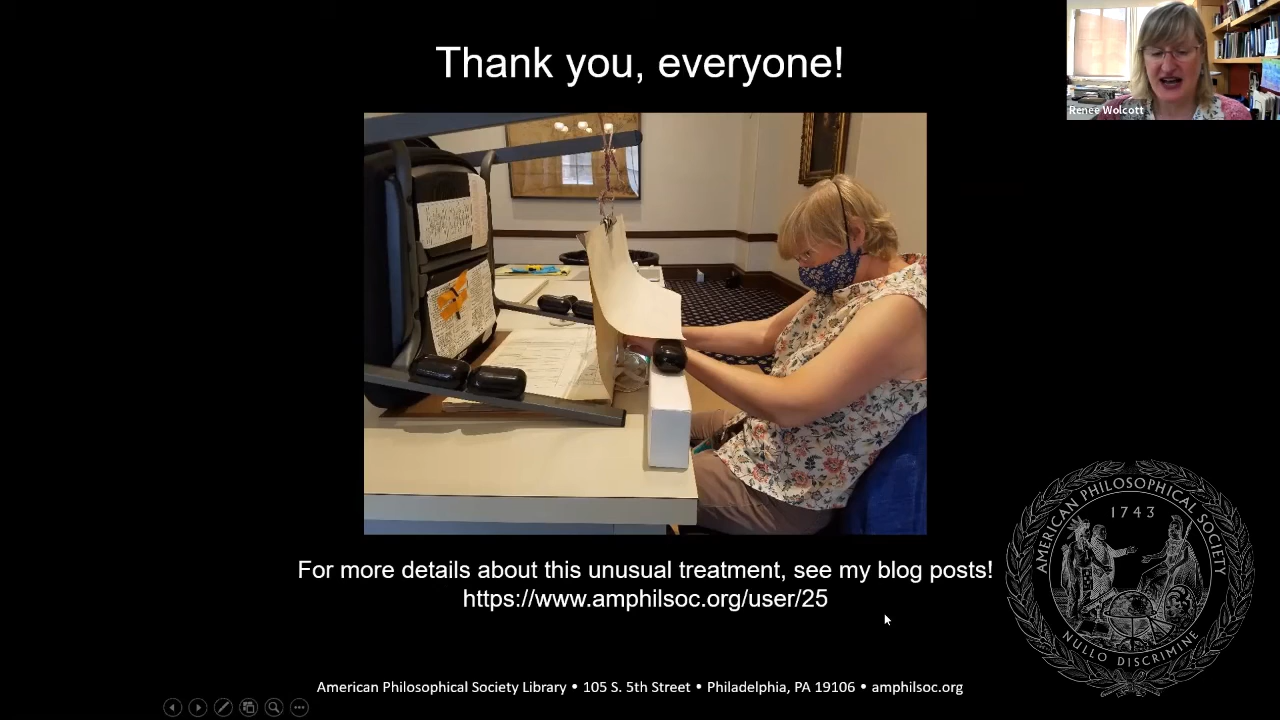 Thank you, everyone!
Renee Wolcott
For more details about this unusual treatment, see my blog posts!
https://www.amphilsoc.org/user/25
AMERICAN PHILOSOPHICAL SOCIETY
1743
NULLO DISCRIMINE
American Philosophical Society Library • 105 S. 5th Street • Philadelphia, PA 19106 • amphilsoc.org